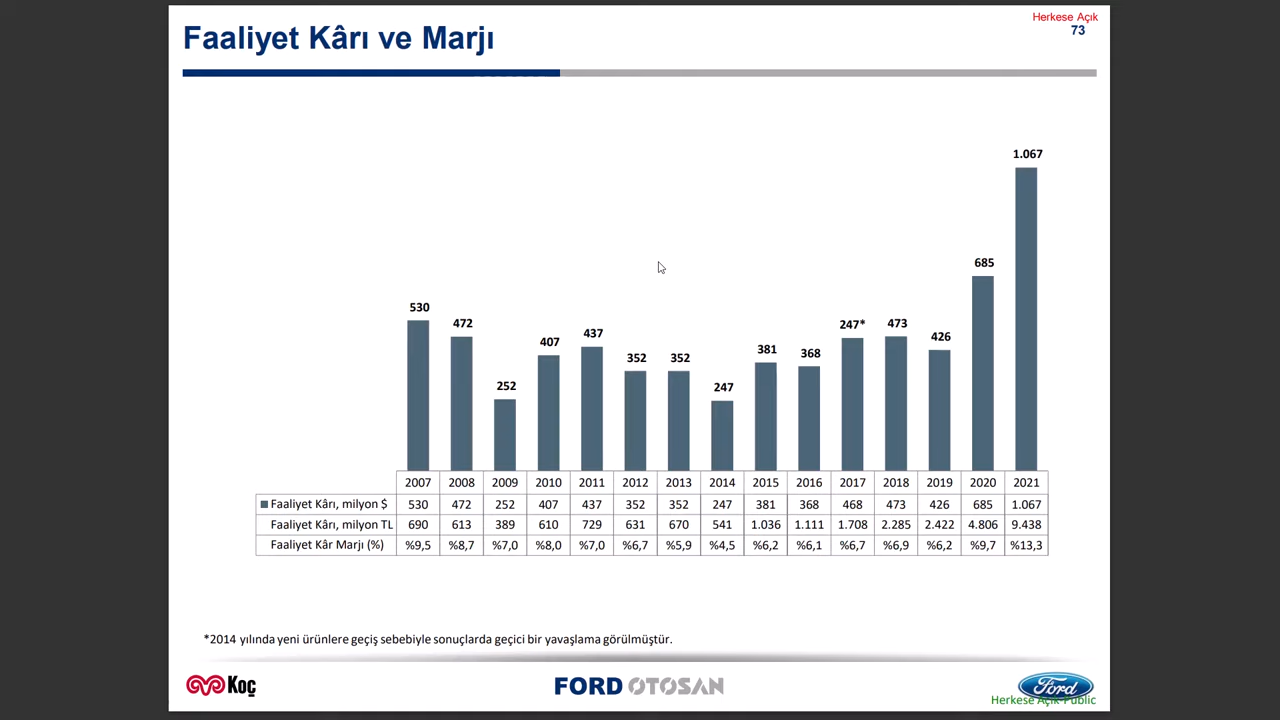 Herkese Açık
73
Faaliyet Kârı ve Marjı
1.067
685
530
472
247*
473
437
426
407
381
368
352
352
252
247
2007 2008 2009 2010 2011 2012 2013 2014 2015 2016 2017 2018 2019 2020 2021
Faaliyet Kârı, milyon $ 530 472 252 407 437 352 352 247 381 368 468 473 426 685 1.067
Faaliyet Kârı, milyon TL 690 613 389 610 729 631 670 541 1.036 1.111 1.708 2.285 2.422 4.806 9.438
Faaliyet Kâr Marjı (%) %9,5 %8,7 %7,0 %8,0 %7,0 %6,7 %5,9 %4,5 %6,2 %6,1 %6,7 %6,9 %6,2 %9,7 %13,3
*2014 yılında yeni ürünlere geçiş sebebiyle sonuçlarda geçici bir yavaşlama görülmüştür.
Koç
FORD OTOSAN
Ford
Herkese Açık-Public